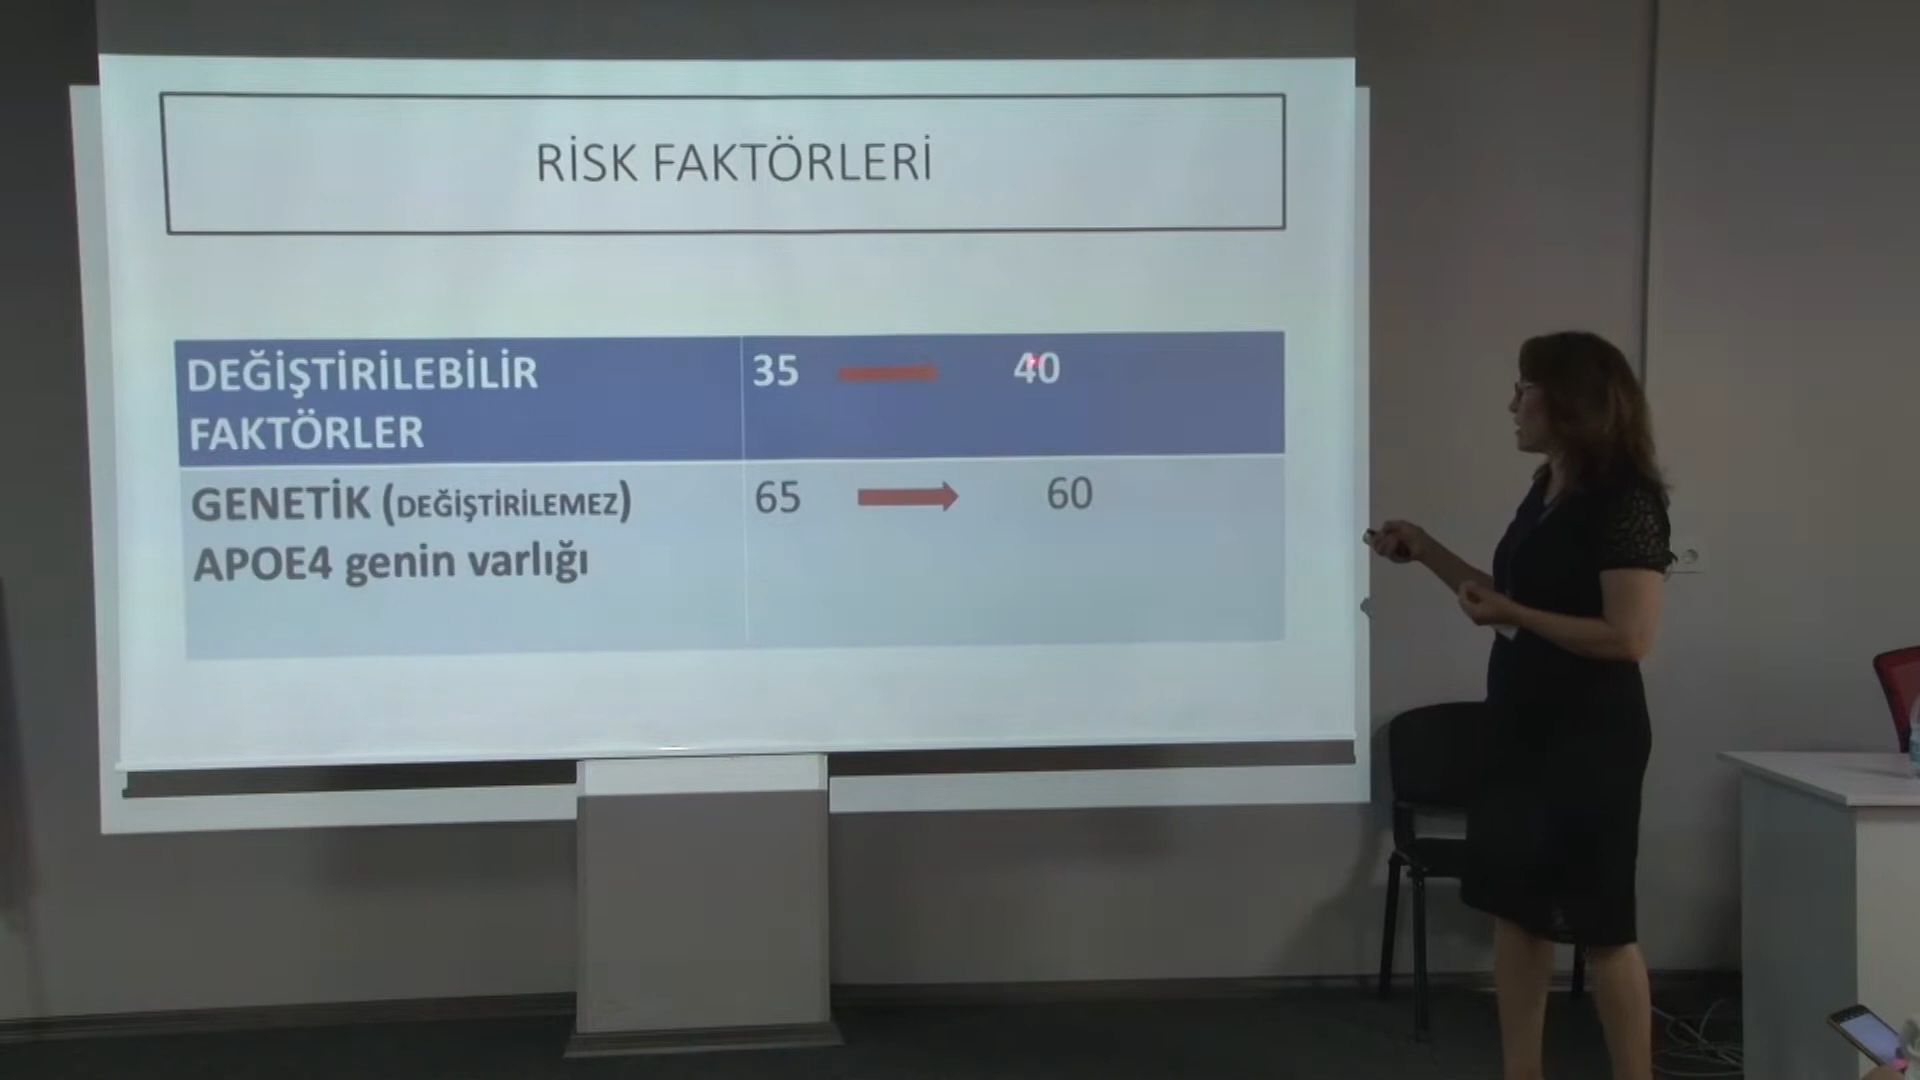 RİSK FAKTÖRLERİ
DEĞİŞTİRİLEBİLİR
FAKTÖRLER
35 40
GENETİK (DEĞİŞTİRİLEMEZ)
APOE4 genin varlığı
65 60